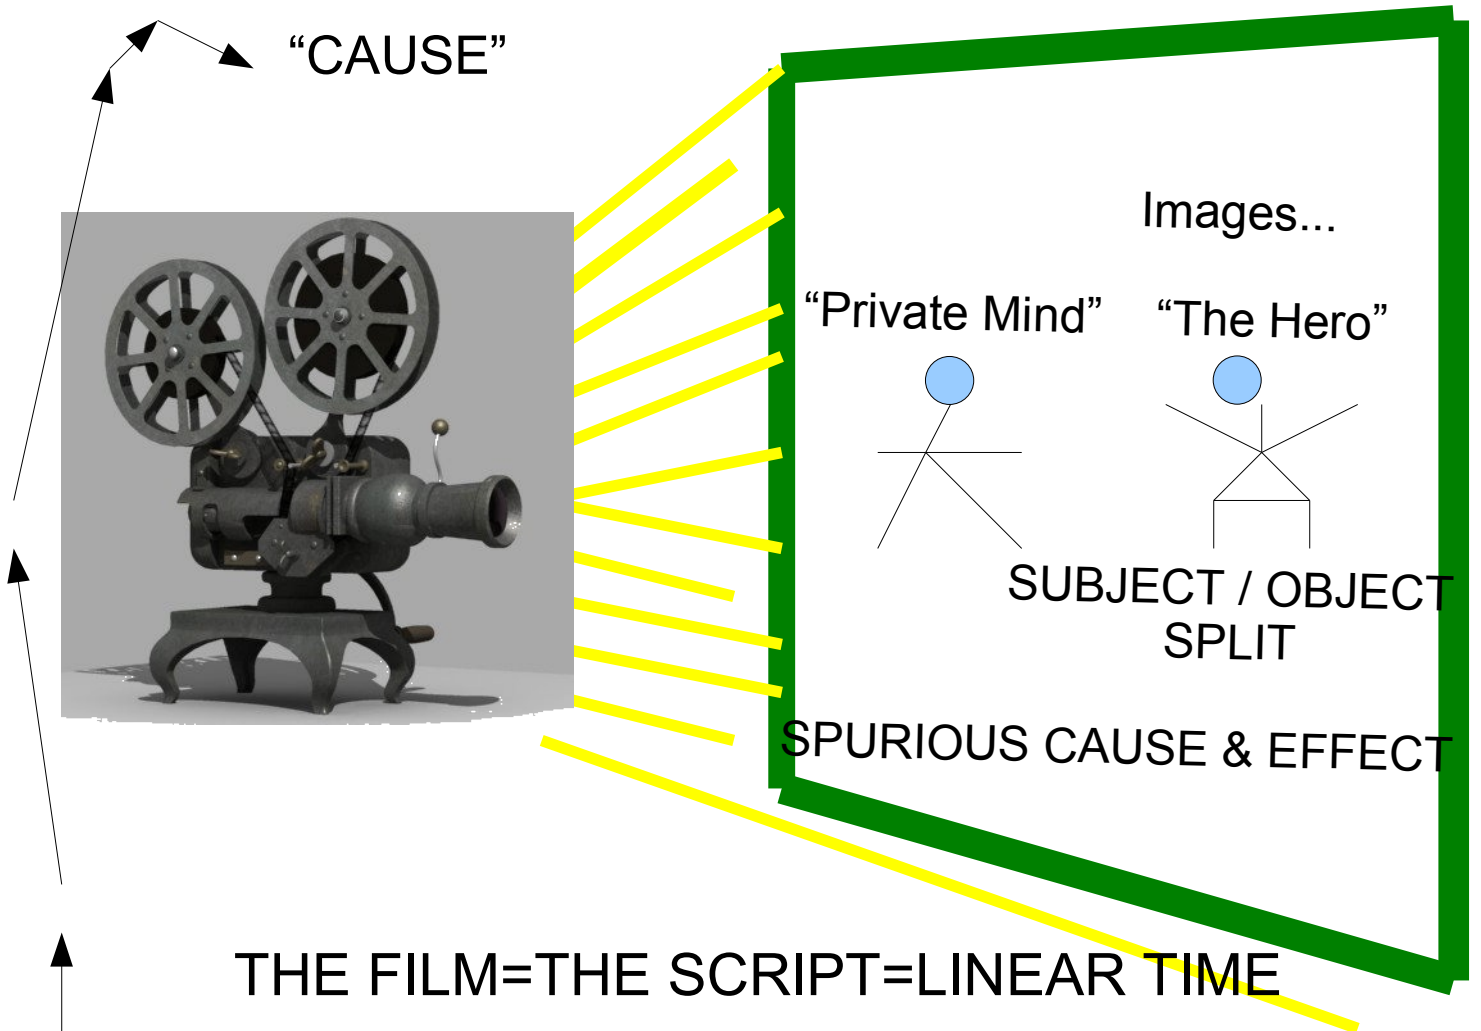 “CAUSE”
Images...
“Private Mind” “The Hero”
SUBJECT / OBJECT
SPLIT
SPURIOUS CAUSE & EFFECT
THE FILM=THE SCRIPT=LINEAR TIME